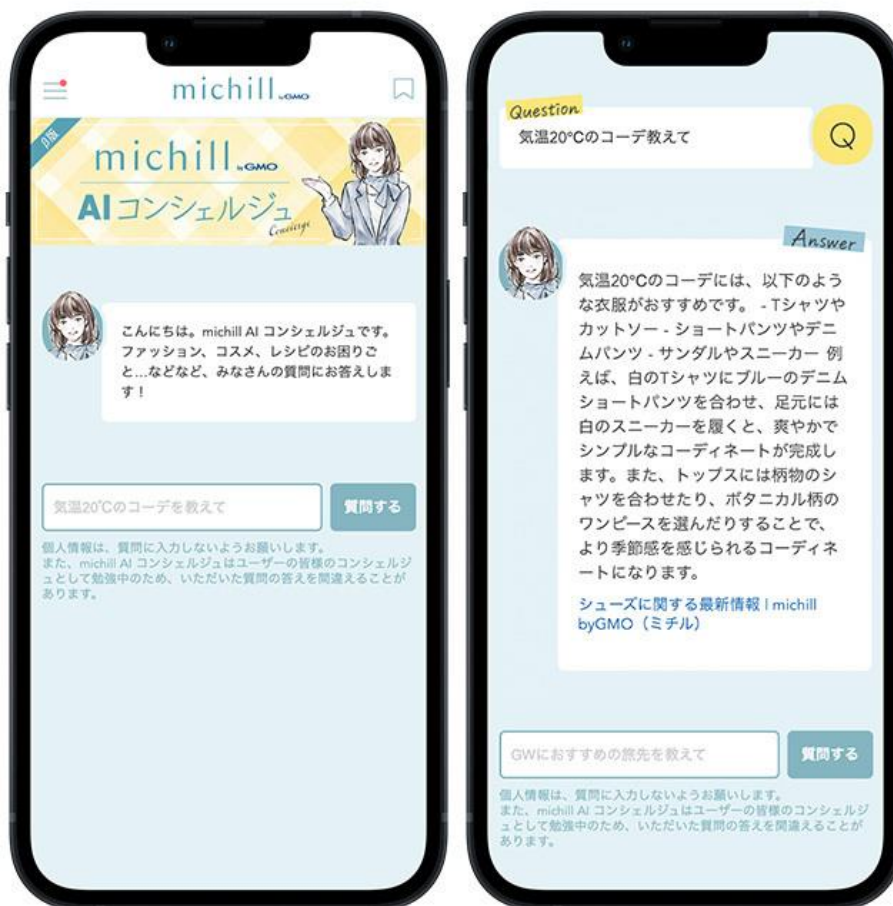 michill byGMO
β版
michill byGMO
AIコンシェルジュ
Concierge
こんにちは。michill AI コンシェルジュです。
ファッション、コスメ、レシピのお困りご
と...などなど、みなさんの質問にお答えしま
す！
気温20℃のコーデを教えて
質問する
個人情報は、質問に入力しないようお願いします。
また、michill AI コンシェルジュはユーザーの皆様のコンシェルジ
ュとして勉強中のため、いただいた質問の答えを間違えることが
あります。
Question
気温20℃のコーデ教えて
Q
Answer
気温20℃のコーデには、以下のよう
な衣服がおすすめです。 - Tシャツや
カットソー - ショートパンツやデニ
ムパンツ - サンダルやスニーカー 例
えば、白のTシャツにブルーのデニム
ショートパンツを合わせ、足元には
白のスニーカーを履くと、爽やかで
シンプルなコーディネートが完成し
ます。また、トップスには柄物のシ
ャツを合わせたり、ボタニカル柄の
ワンピースを選んだりすることで、
より季節感を感じられるコーディネ
ートになります。
シューズに関する最新情報 | michill
byGMO（ミチル）
GWにおすすめの旅先を教えて
質問する
個人情報は、質問に入力しないようお願いします。
また、michill AI コンシェルジュはユーザーの皆様のコンシェルジ
ュとして勉強中のため、いただいた質問の答えを間違えることが
あります。